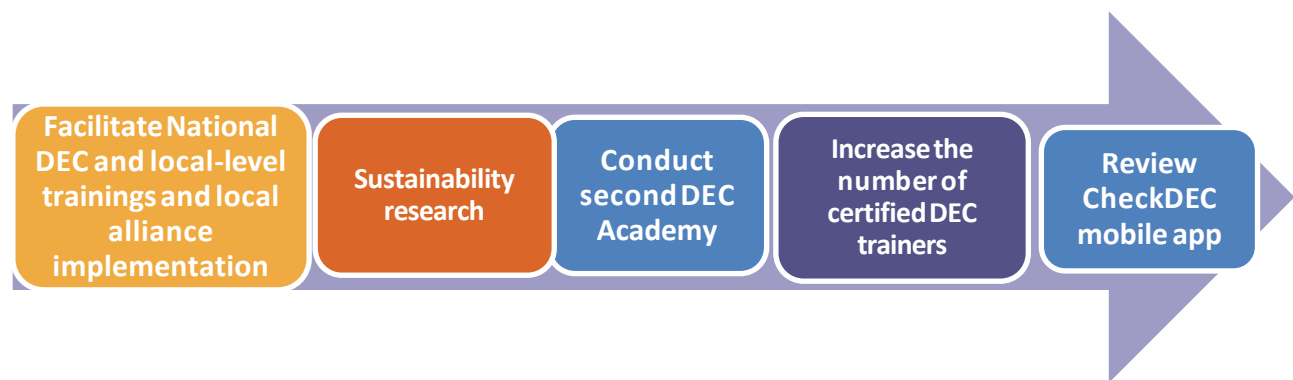 Facilitate National
DEC and local-level
trainings and local
alliance
implementation
Sustainability
research
Conduct
second DEC
Academy
Increase the
number of
certified DEC
trainers
Review
CheckDEC
mobile app